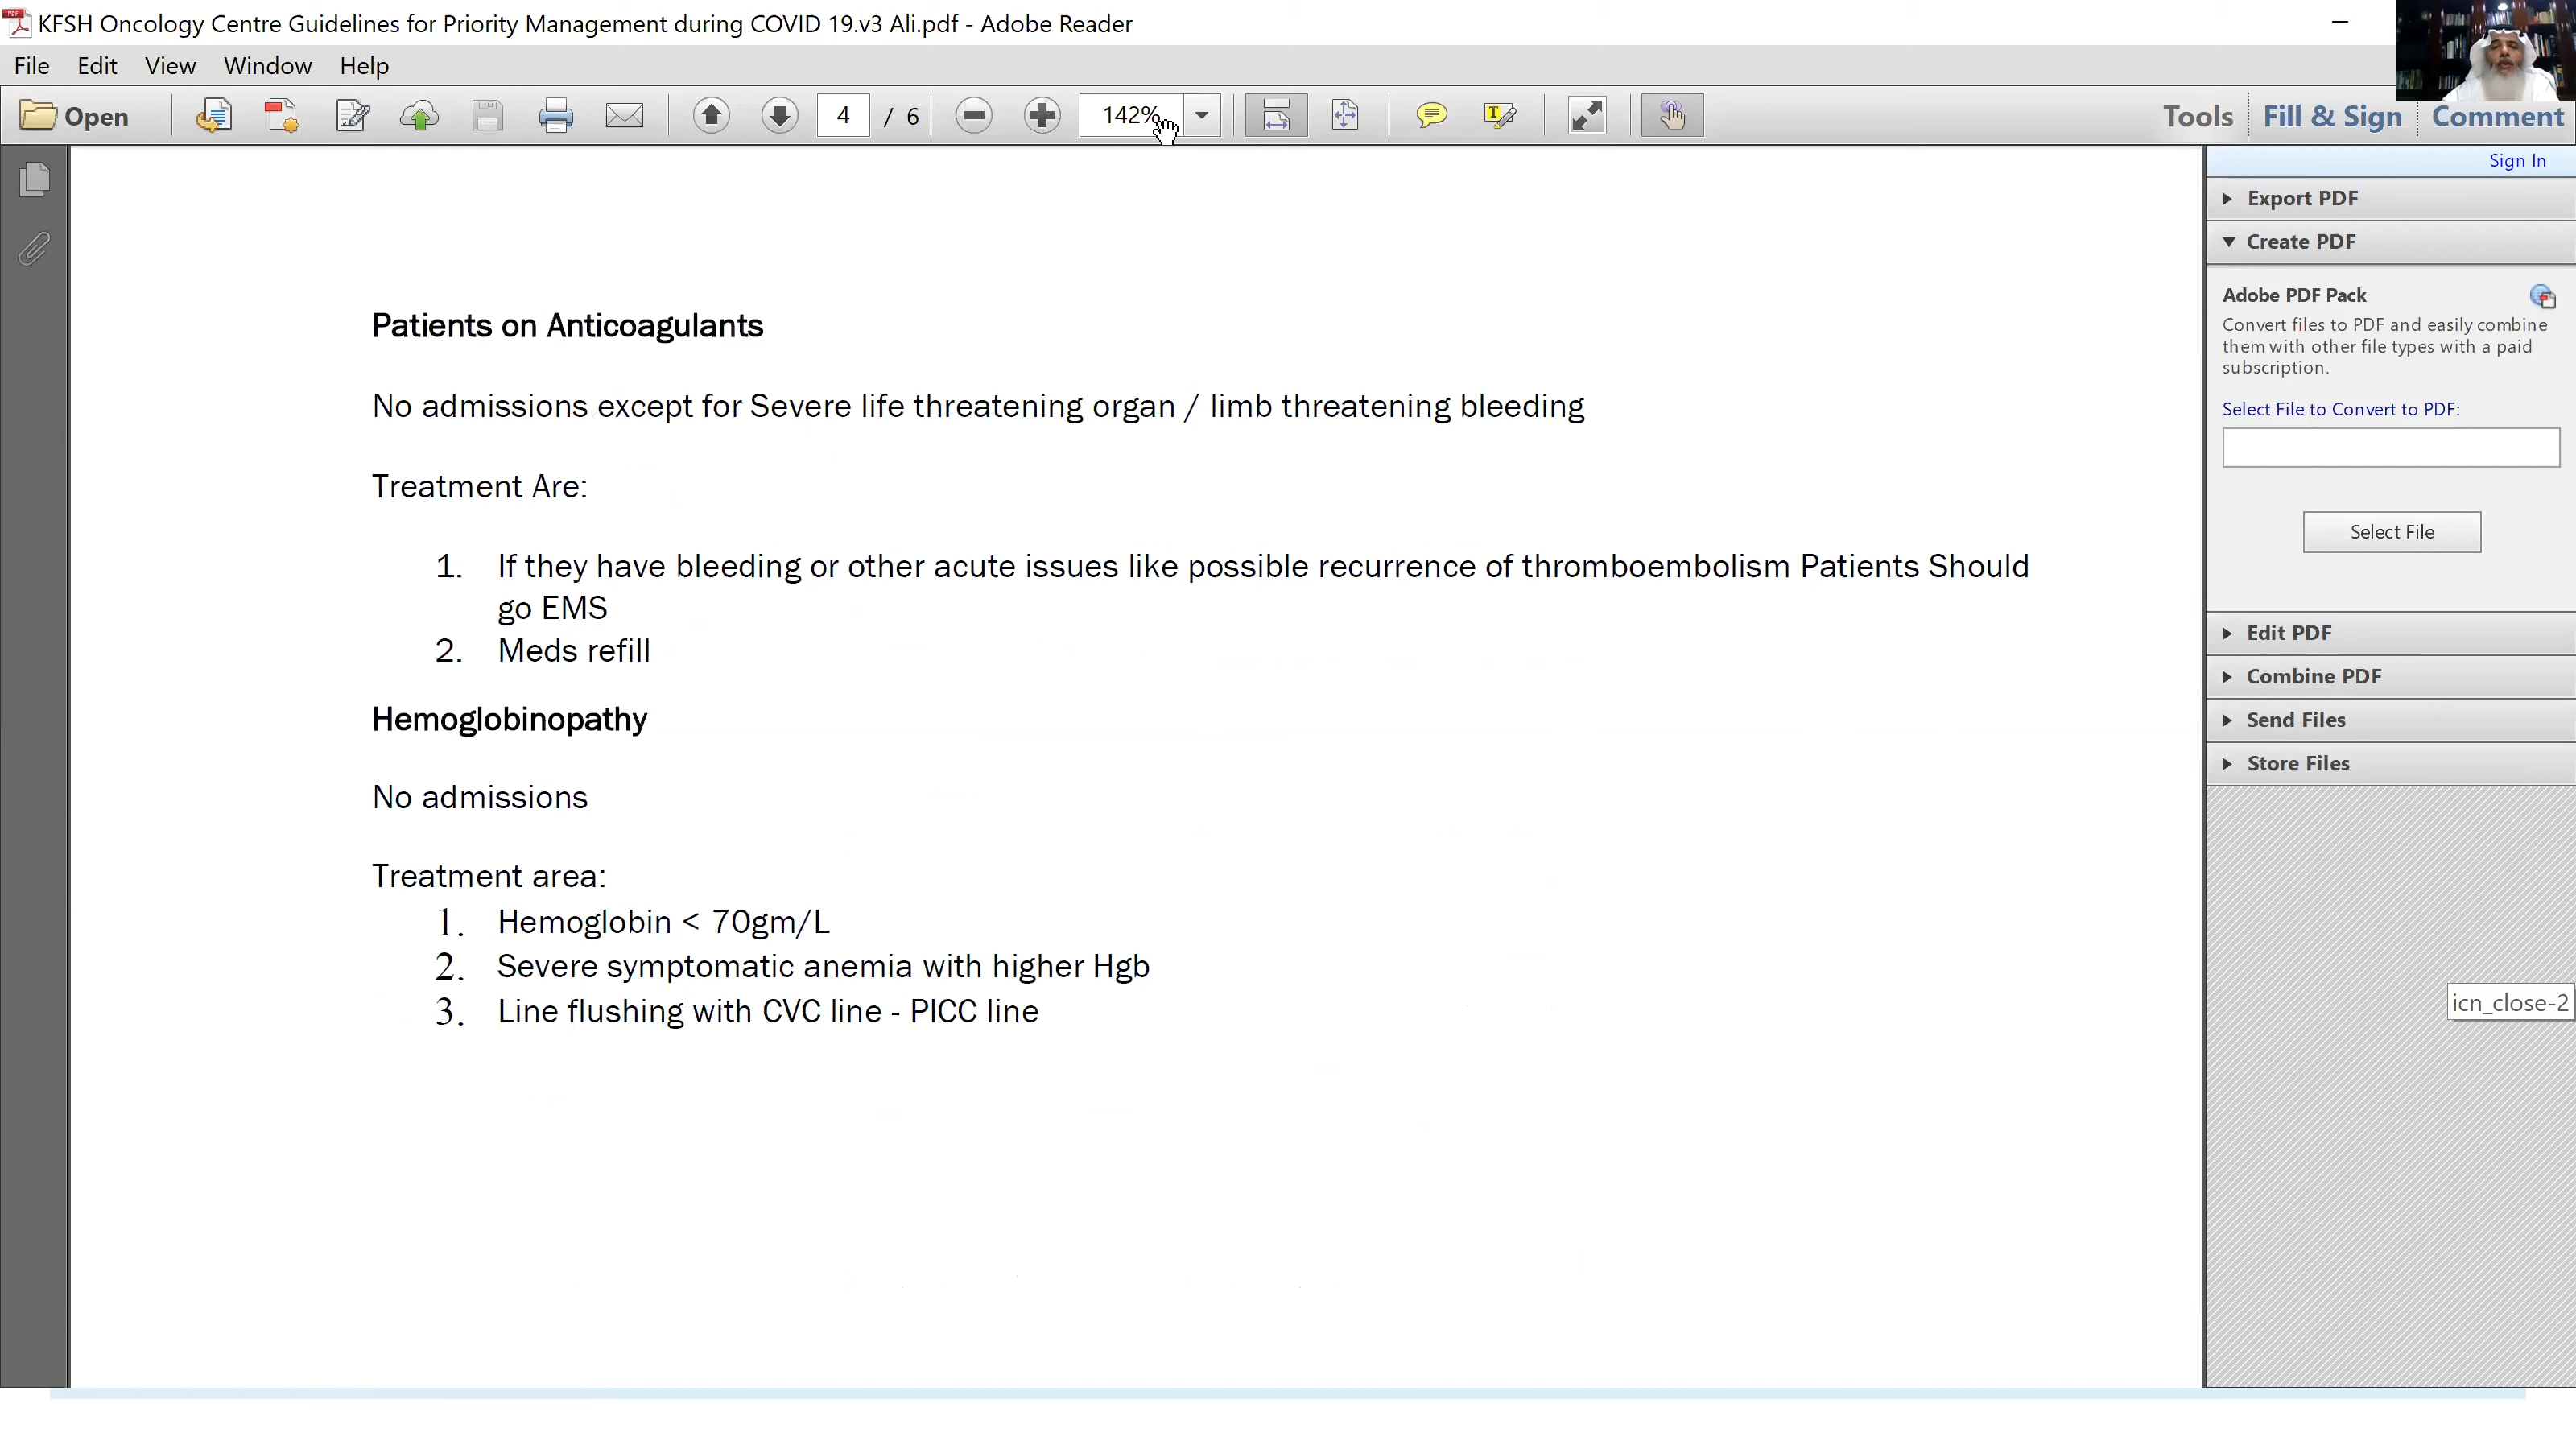 KFSH Oncology Centre Guidelines for Priority Management during COVID 19.v3 Ali.pdf - Adobe Reader
File Edit View Window Help
Open 4 / 6 142% Tools Fill & Sign Comment
Sign In
Export PDF
Create PDF
Adobe PDF Pack
Convert files to PDF and easily combine
them with other file types with a paid
subscription.
Select File to Convert to PDF:
Select File
Edit PDF
Combine PDF
Send Files
Store Files
icn_close-2
Patients on Anticoagulants
No admissions except for Severe life threatening organ / limb threatening bleeding
Treatment Are:
1. If they have bleeding or other acute issues like possible recurrence of thromboembolism Patients Should
go EMS
2. Meds refill
Hemoglobinopathy
No admissions
Treatment area:
1. Hemoglobin < 70gm/L
2. Severe symptomatic anemia with higher Hgb
3. Line flushing with CVC line - PICC line